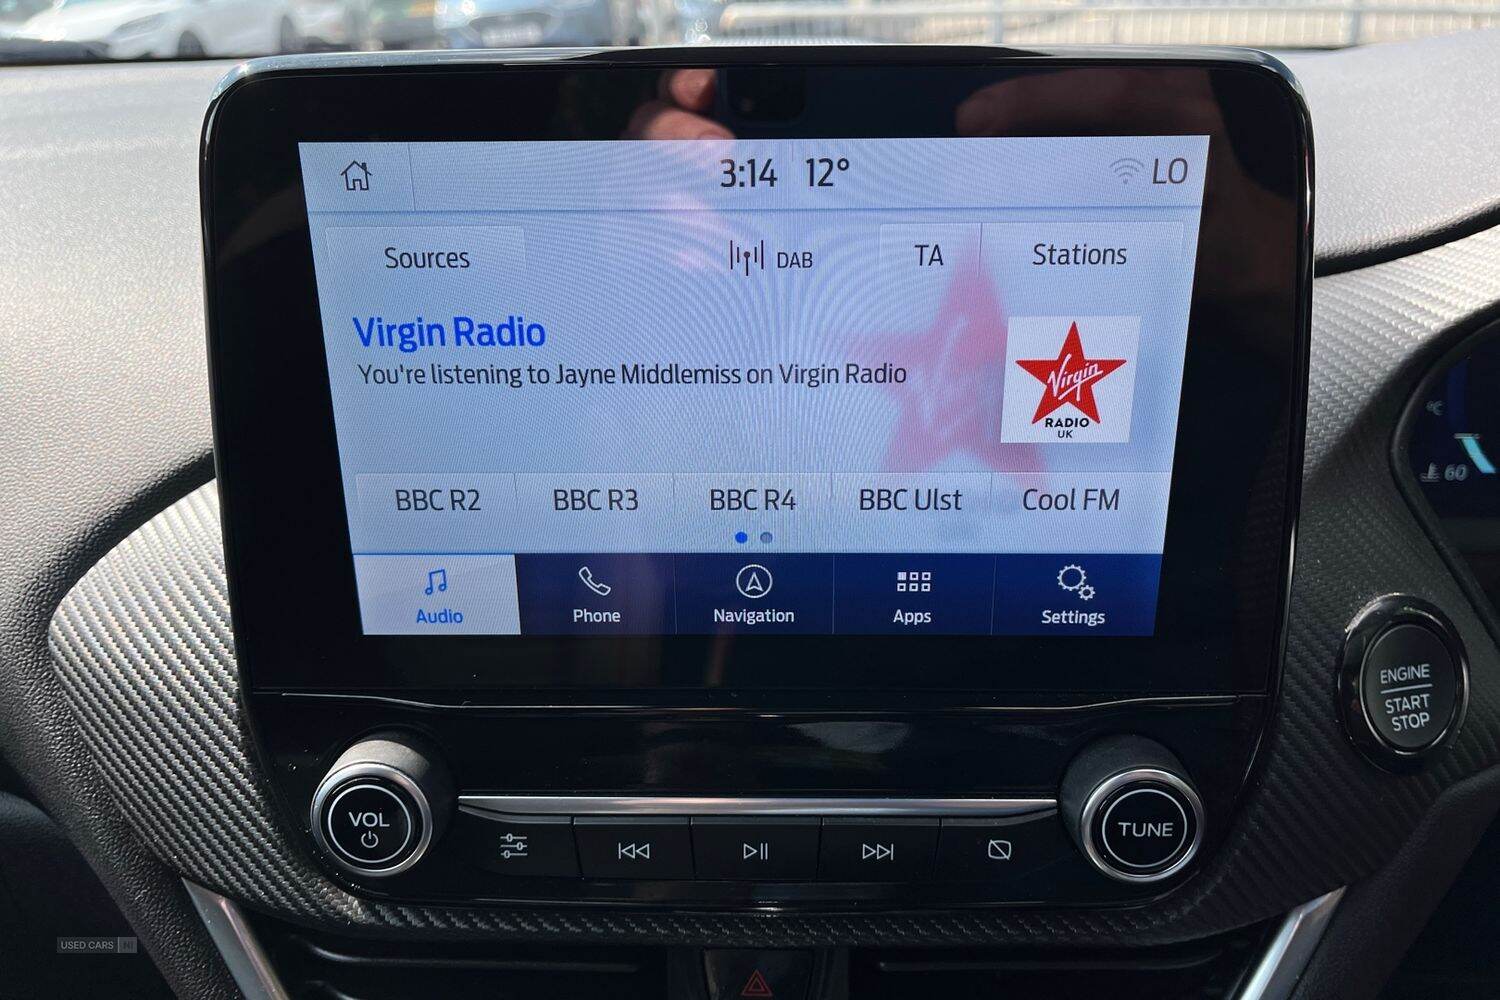 3:14 12° LO
Sources DAB TA Stations
Virgin Radio
You're listening to Jayne Middlemiss on Virgin Radio
Virgin
RADIO
UK
BBC R2 BBC R3 BBC R4 BBC Ulst Cool FM
Audio Phone Navigation Apps Settings
°C
60
ENGINE
START
STOP
VOL
TUNE
USED CARS NI